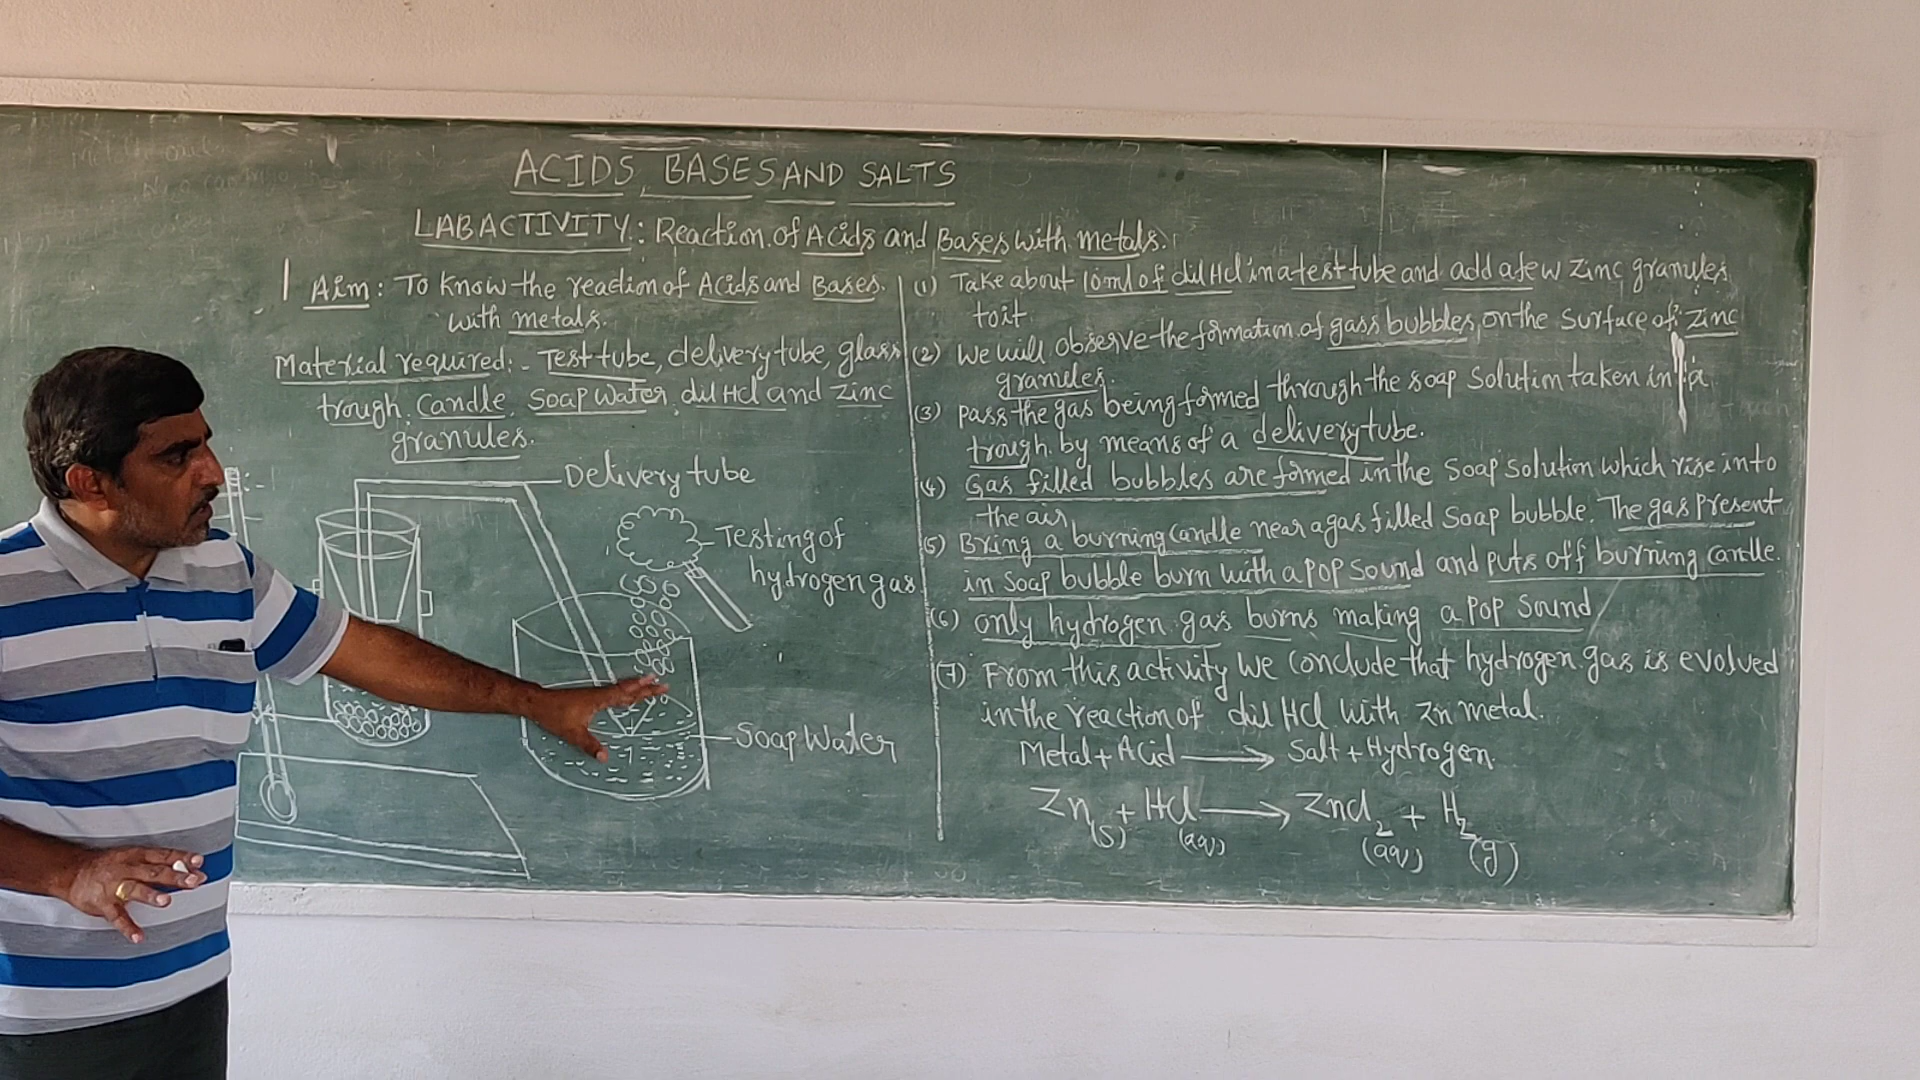 ACIDS, BASES AND SALTS
LAB ACTIVITY: Reaction of Acids and Bases with metals.
Aim: To know the reaction of Acids and Bases.
with metals.
Material required:- Test tube, delivery tube, glass
trough, Candle, Soap Water, dil Hcl and Zinc
granules.
Delivery tube
Testing of
hydrogen gas
Soap Water
(1) Take about 10ml of dil Hcl in a test tube and add a few Zinc granules
to it
(2) we will observe the formation of gass bubbles, on the surface of Zinc
granules.
(3) pass the gas being formed through the soap solution taken in a
trough by means of a delivery tube.
(4) Gas filled bubbles are formed in the soap solution which rise into
the air
(5) Bring a burning candle near a gas filled soap bubble. The gas present
in soap bubble burn with a pop sound and puts off burning candle.
(6) only hydrogen gas burns making a pop sound
(7) From this activity we conclude that hydrogen gas is evolved
in the reaction of dil Hcl with Zn metal.
Metal + Acid → Salt + Hydrogen
Zn(s) + Hcl(aq) → Zncl₂(aq) + H₂(g)